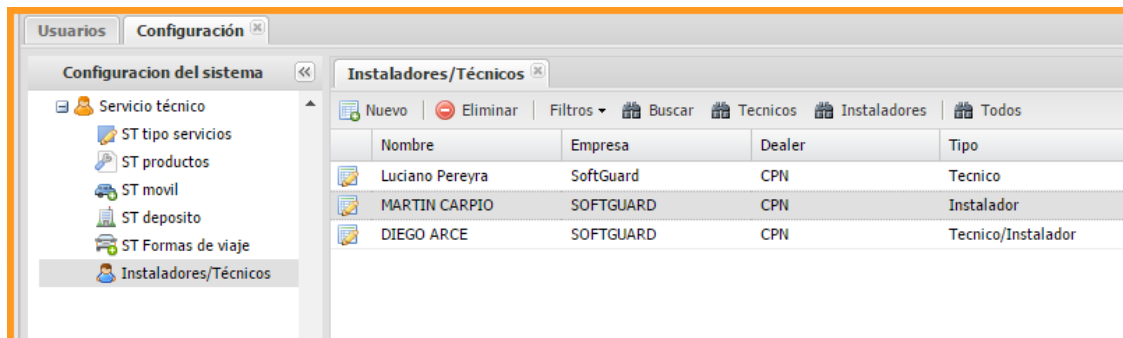 Usuarios Configuración
Configuracion del sistema
Servicio técnico
ST tipo servicios
ST productos
ST movil
ST deposito
ST Formas de viaje
Instaladores/Técnicos
Instaladores/Técnicos
Nuevo Eliminar Filtros Buscar Tecnicos Instaladores Todos
Nombre Empresa Dealer Tipo
Luciano Pereyra SoftGuard CPN Tecnico
MARTIN CARPIO SOFTGUARD CPN Instalador
DIEGO ARCE SOFTGUARD CPN Tecnico/Instalador